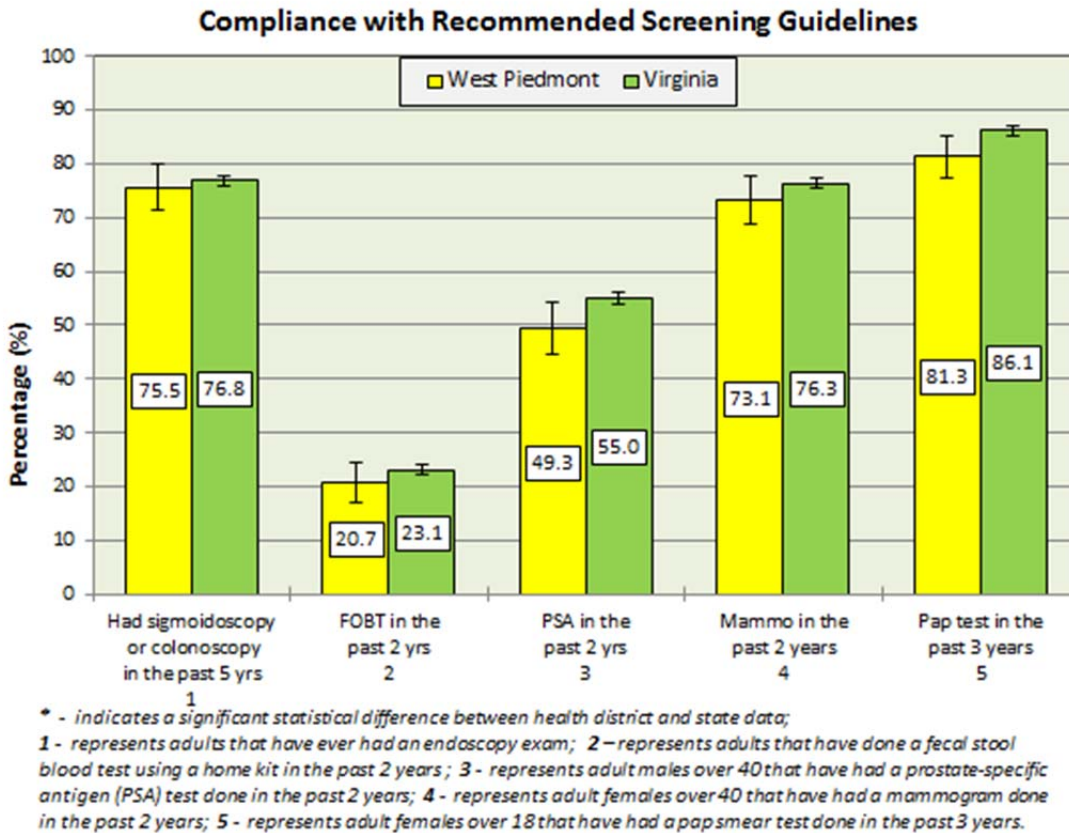 Compliance with Recommended Screening Guidelines
West Piedmont Virginia
100
90
80
70
60
50
40
30
20
10
0
Percentage (%)
75.5 76.8
20.7 23.1
49.3 55.0
73.1 76.3
81.3 86.1
Had sigmoidoscopy
or colonoscopy
in the past 5 yrs
1
FOBT in the
past 2 yrs
2
PSA in the
past 2 yrs
3
Mammo in the
past 2 years
4
Pap test in the
past 3 years
5
* - indicates a significant statistical difference between health district and state data;
1 - represents adults that have ever had an endoscopy exam; 2 – represents adults that have done a fecal stool
blood test using a home kit in the past 2 years ; 3 - represents adult males over 40 that have had a prostate-specific
antigen (PSA) test done in the past 2 years; 4 - represents adult females over 40 that have had a mammogram done
in the past 2 years; 5 - represents adult females over 18 that have had a pap smear test done in the past 3 years.